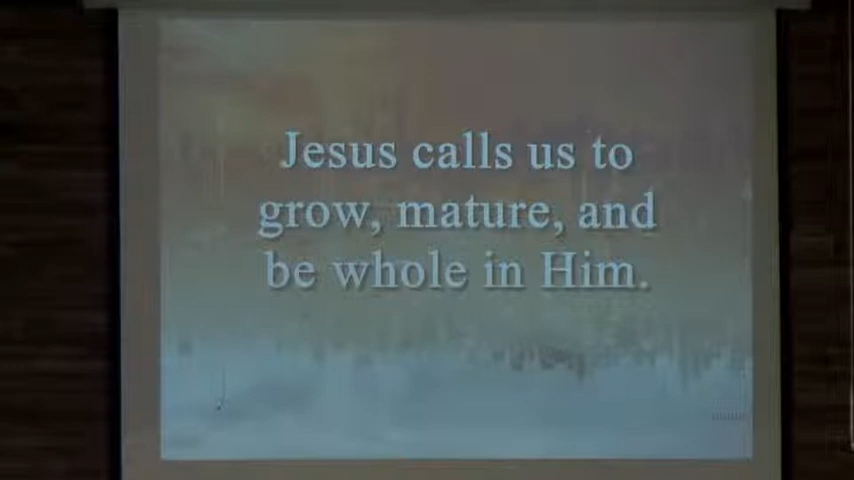 Jesus calls us to
grow, mature, and
be whole in Him.